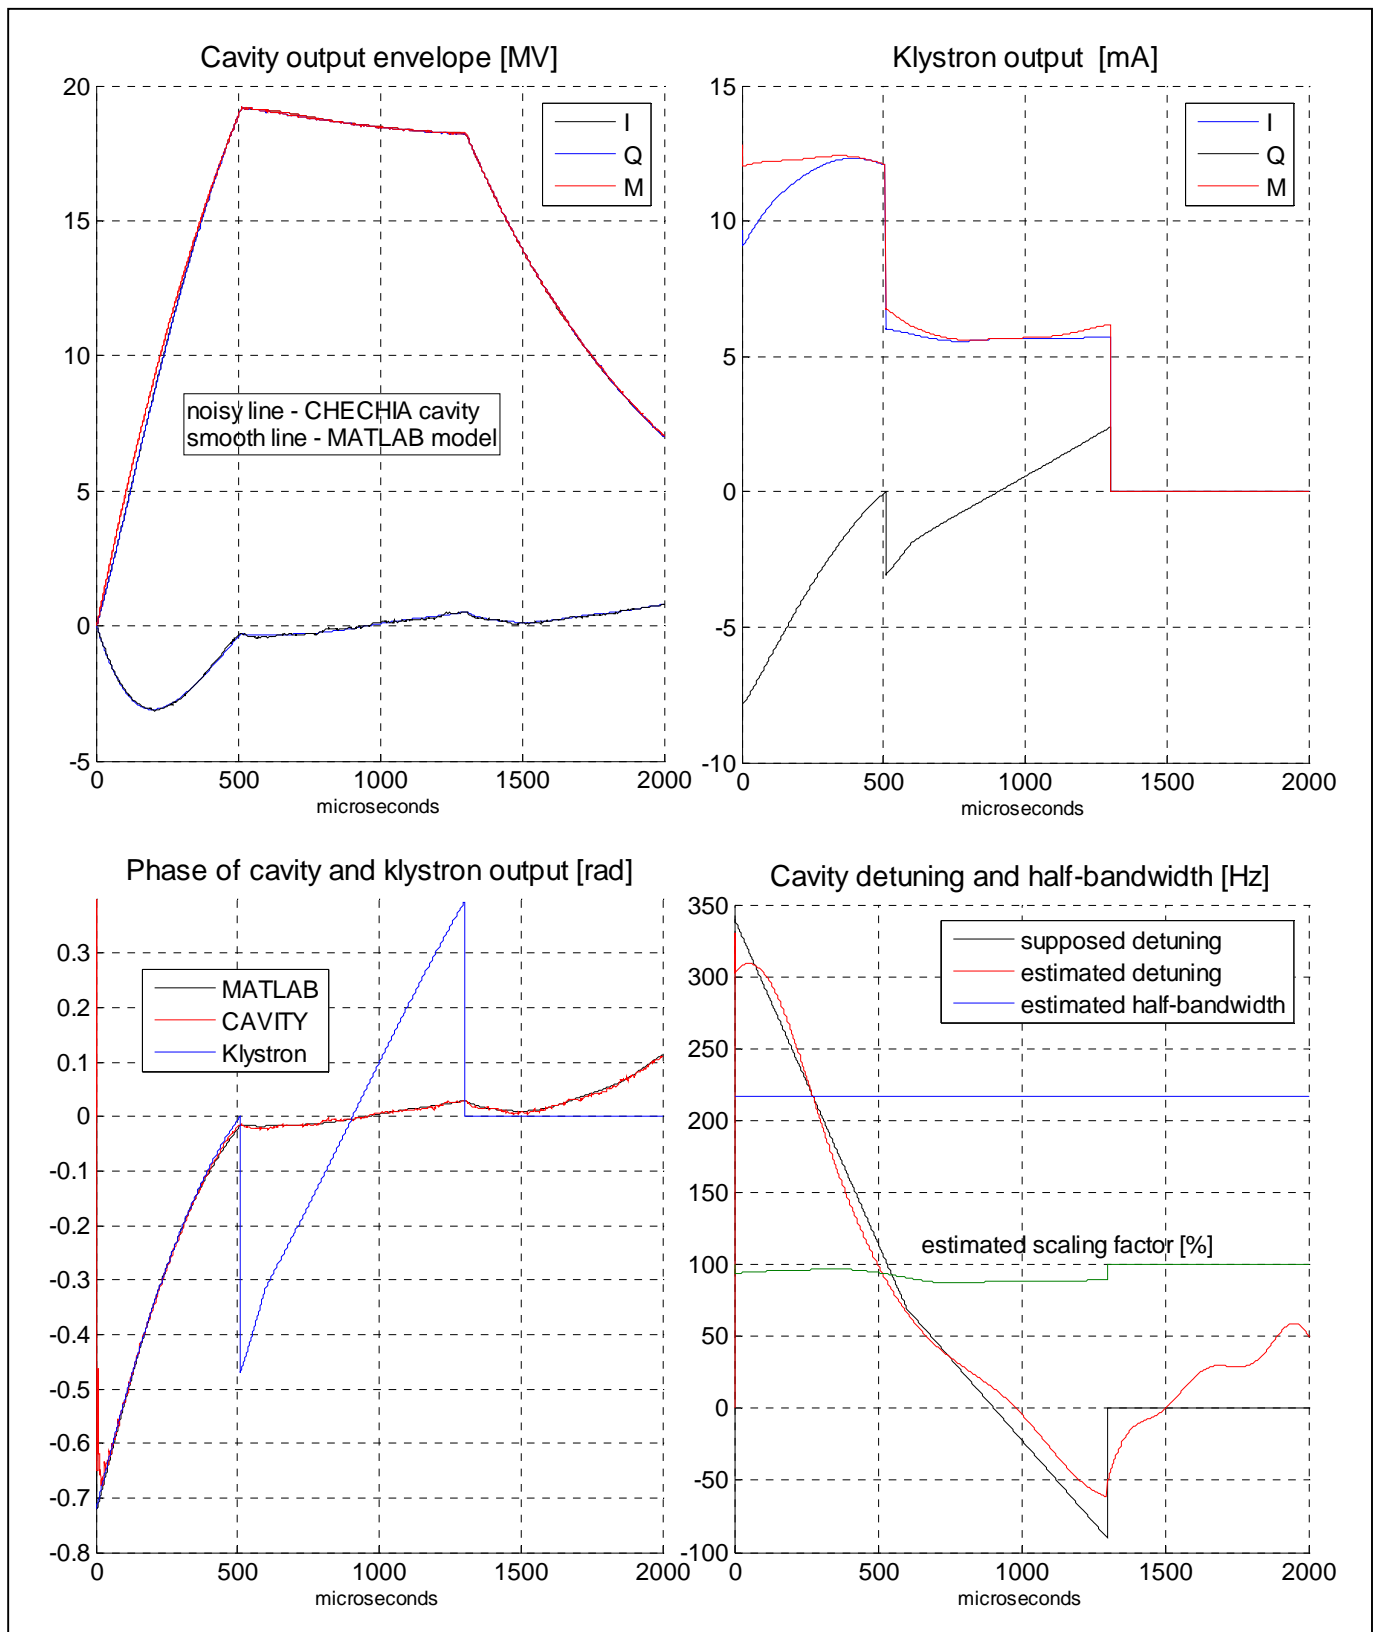 Cavity output envelope [MV]
20
15
10
5
0
-5
I
Q
M
noisy line - CHECHIA cavity
smooth line - MATLAB model
0 500 1000 1500 2000
microseconds
Klystron output [mA]
15
10
5
0
-5
-10
I
Q
M
0 500 1000 1500 2000
microseconds
Phase of cavity and klystron output [rad]
0.3
0.2
0.1
0
-0.1
-0.2
-0.3
-0.4
-0.5
-0.6
-0.7
-0.8
MATLAB
CAVITY
Klystron
0 500 1000 1500 2000
microseconds
Cavity detuning and half-bandwidth [Hz]
350
300
250
200
150
100
50
0
-50
-100
supposed detuning
estimated detuning
estimated half-bandwidth
estimated scaling factor [%]
0 500 1000 1500 2000
microseconds